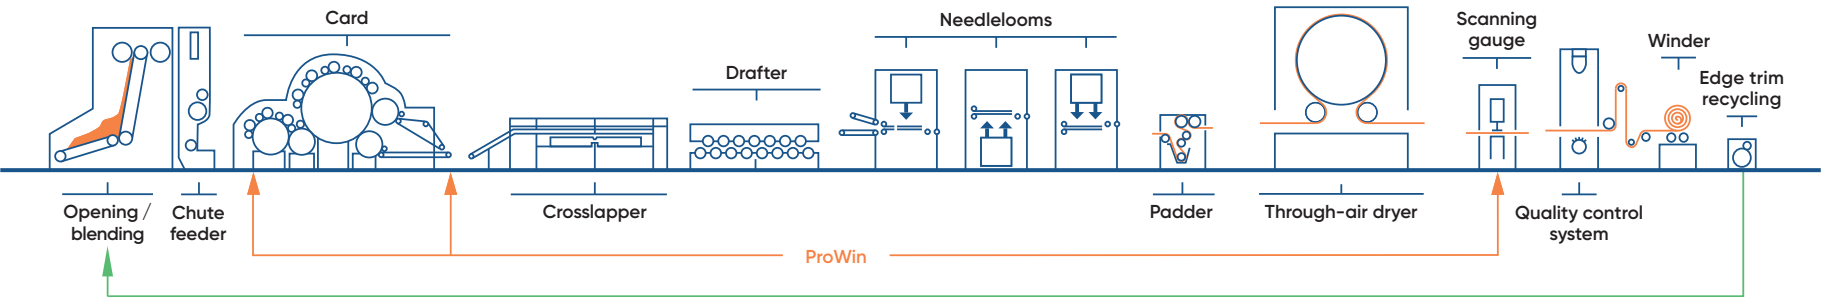 Card
Needlelooms
Scanning
gauge
Winder
Drafter
Edge trim
recycling
Opening /
blending
Chute
feeder
Crosslapper
Padder
Through-air dryer
Quality control
system
ProWin